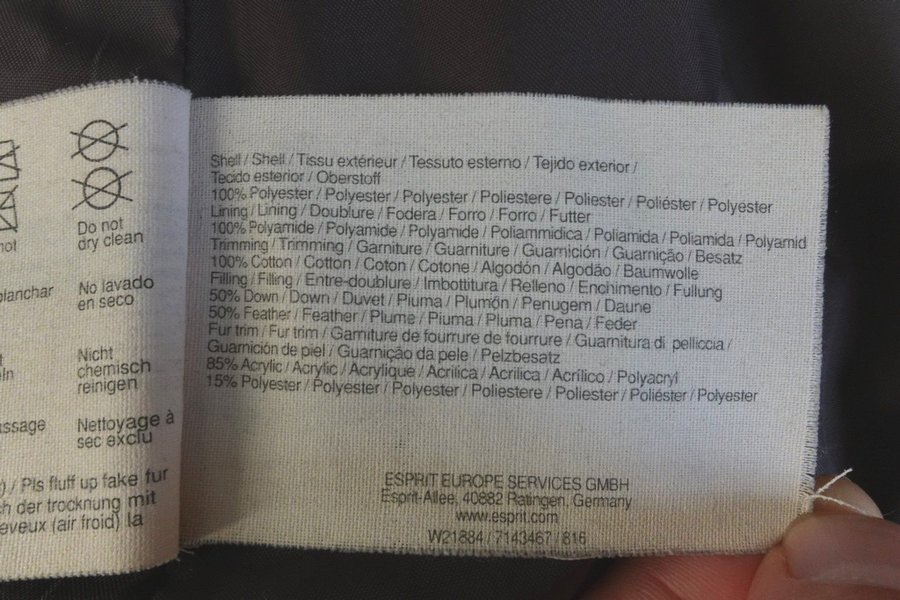 not
Do not
dry clean
planchar
No lavado
en seco
Nicht
chemisch
reinigen
Nettoyage à
sec exclu
/ Pls fluff up fake fur
der trocknung mit
(air froid) la
Shell / Shell / Tissu extérieur / Tessuto esterno / Tejido exterior /
Tecido esterior / Oberstoff
100% Polyester / Polyester / Polyester / Poliestere / Poliester / Poliéster / Polyester
Lining / Lining / Doublure / Fodera / Forro / Forro / Futter
100% Polyamide / Polyamide / Polyamide / Poliammidica / Poliamida / Poliamida / Polyamid
Trimming / Trimming / Garniture / Guarniture / Guarnición / Guarnição / Besatz
100% Cotton / Cotton / Coton / Cotone / Algodón / Algodão / Baumwolle
Filling / Filling / Entre-doublure / Imbottitura / Relleno / Enchimento / Fullung
50% Down / Down / Duvet / Piuma / Plumón / Penugem / Daune
50% Feather / Feather / Plume / Piuma / Pluma / Pena / Feder
Fur trim / Fur trim / Garniture de fourrure de fourrure / Guarnitura di pelliccia /
Guarnición de piel / Guarnição da pele / Pelzbesatz
85% Acrylic / Acrylic / Acrylique / Acrilica / Acrilica / Acrílico / Polyacryl
15% Polyester / Polyester / Polyester / Poliestere / Poliester / Poliéster / Polyester
ESPRIT EUROPE SERVICES GMBH
Esprit-Allee, 40882 Ratingen, Germany
www.esprit.com
W21884 / 7143467 / 816